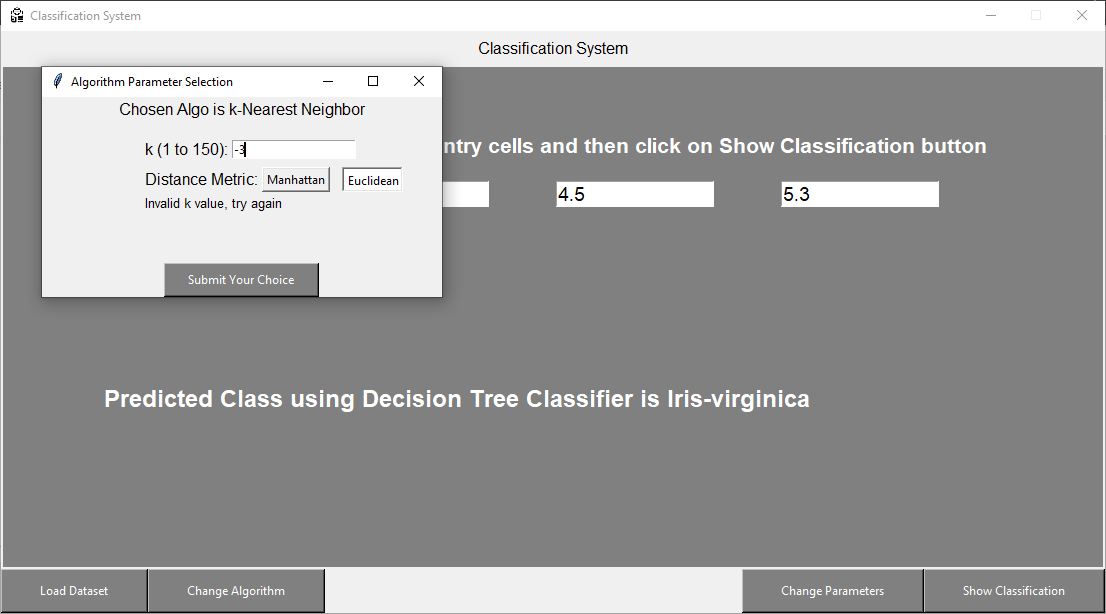 Classification System
Classification System
Algorithm Parameter Selection
Chosen Algo is k-Nearest Neighbor
k (1 to 150): -3
ntry cells and then click on Show Classification button
Distance Metric: Manhattan Euclidean
4.5 5.3
Invalid k value, try again
Submit Your Choice
Predicted Class using Decision Tree Classifier is Iris-virginica
Load Dataset Change Algorithm Change Parameters Show Classification